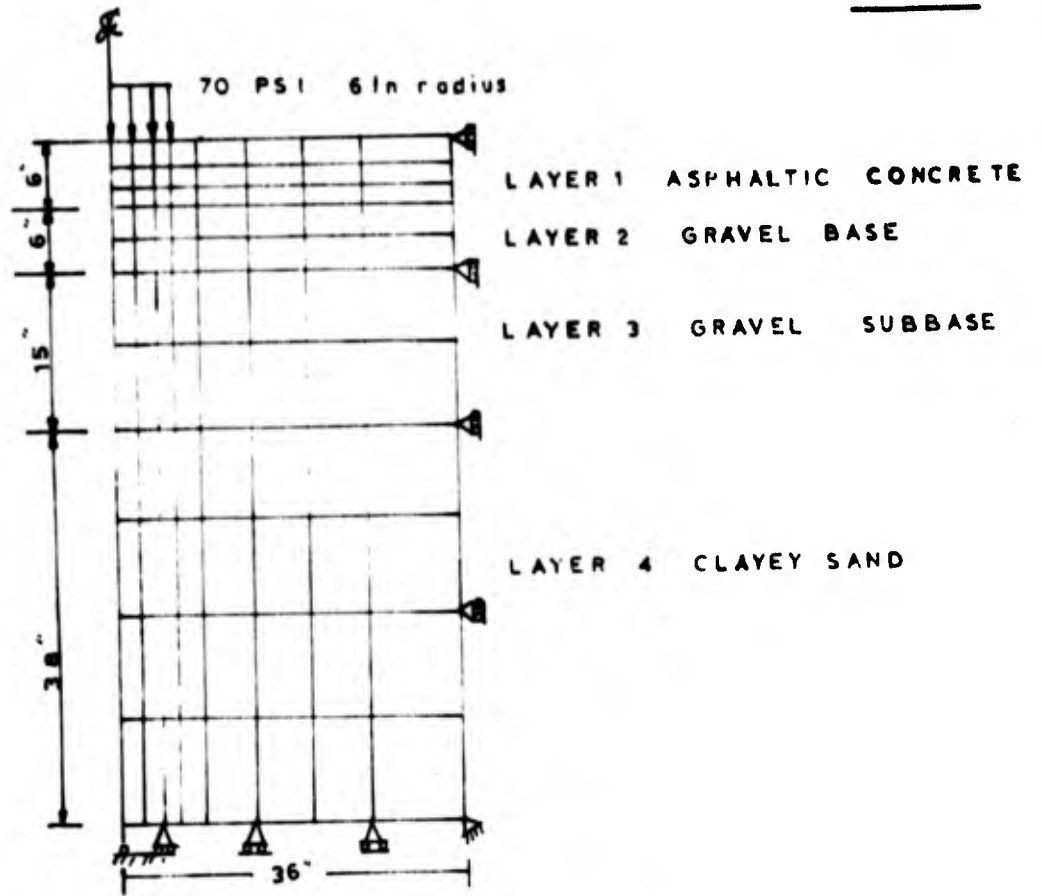 70 PSI 6 In radius
6"
LAYER 1 ASPHALTIC CONCRETE
6"
LAYER 2 GRAVEL BASE
15"
LAYER 3 GRAVEL SUBBASE
38"
LAYER 4 CLAYEY SAND
36"